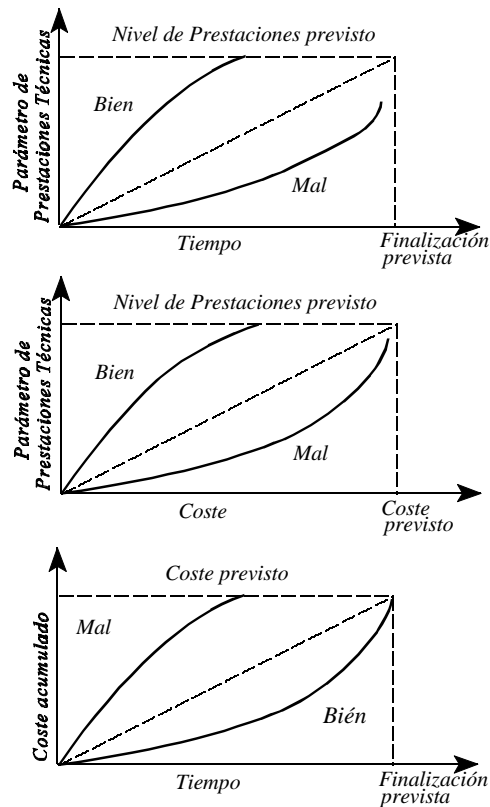 Nivel de Prestaciones previsto
Parámetro de
Prestaciones Técnicas
Bien
Mal
Tiempo
Finalización
prevista
Nivel de Prestaciones previsto
Parámetro de
Prestaciones Técnicas
Bien
Mal
Coste
Coste
previsto
Coste previsto
Coste acumulado
Mal
Bién
Tiempo
Finalización
prevista